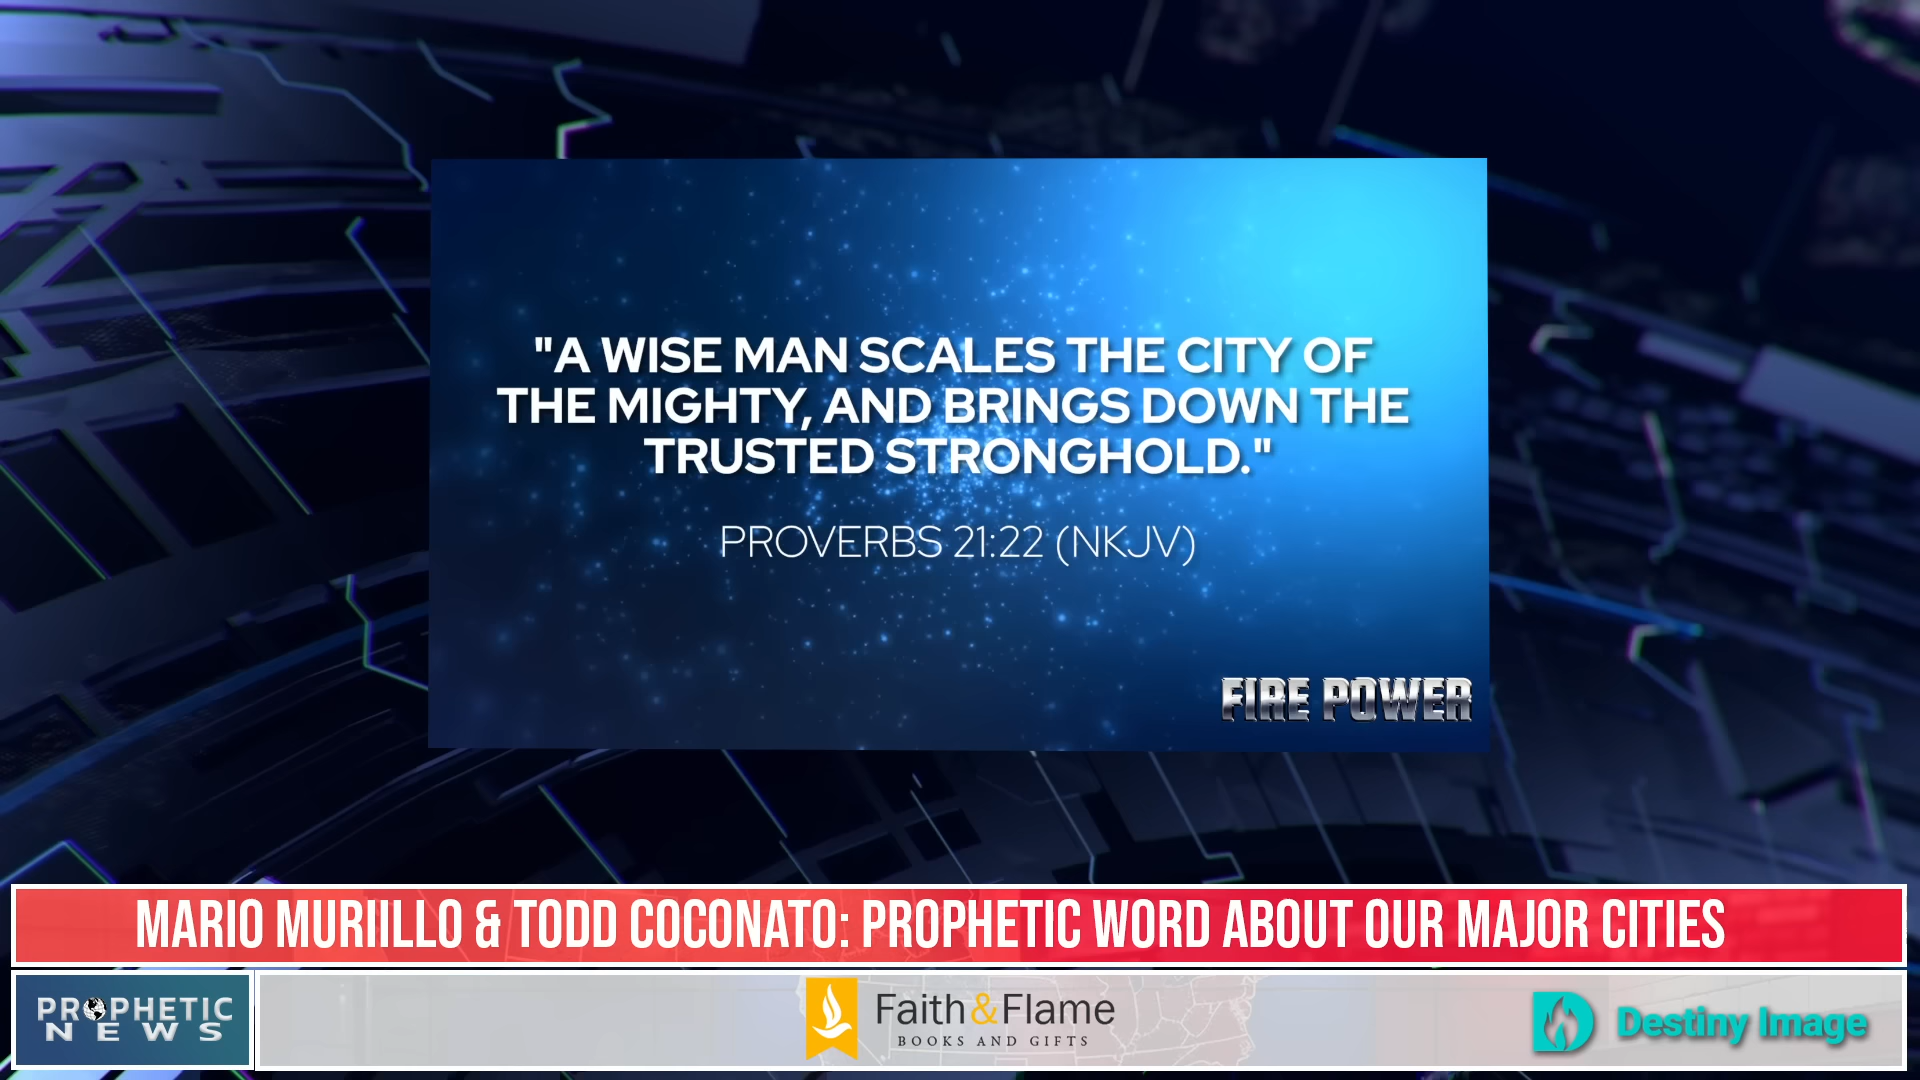 "A WISE MAN SCALES THE CITY OF
THE MIGHTY, AND BRINGS DOWN THE
TRUSTED STRONGHOLD."
PROVERBS 21:22 (NKJV)
FIRE POWER
MARIO MURIILLO & TODD COCONATO: PROPHETIC WORD ABOUT OUR MAJOR CITIES
PROPHETIC
NEWS
Faith&Flame
BOOKS AND GIFTS
Destiny Image